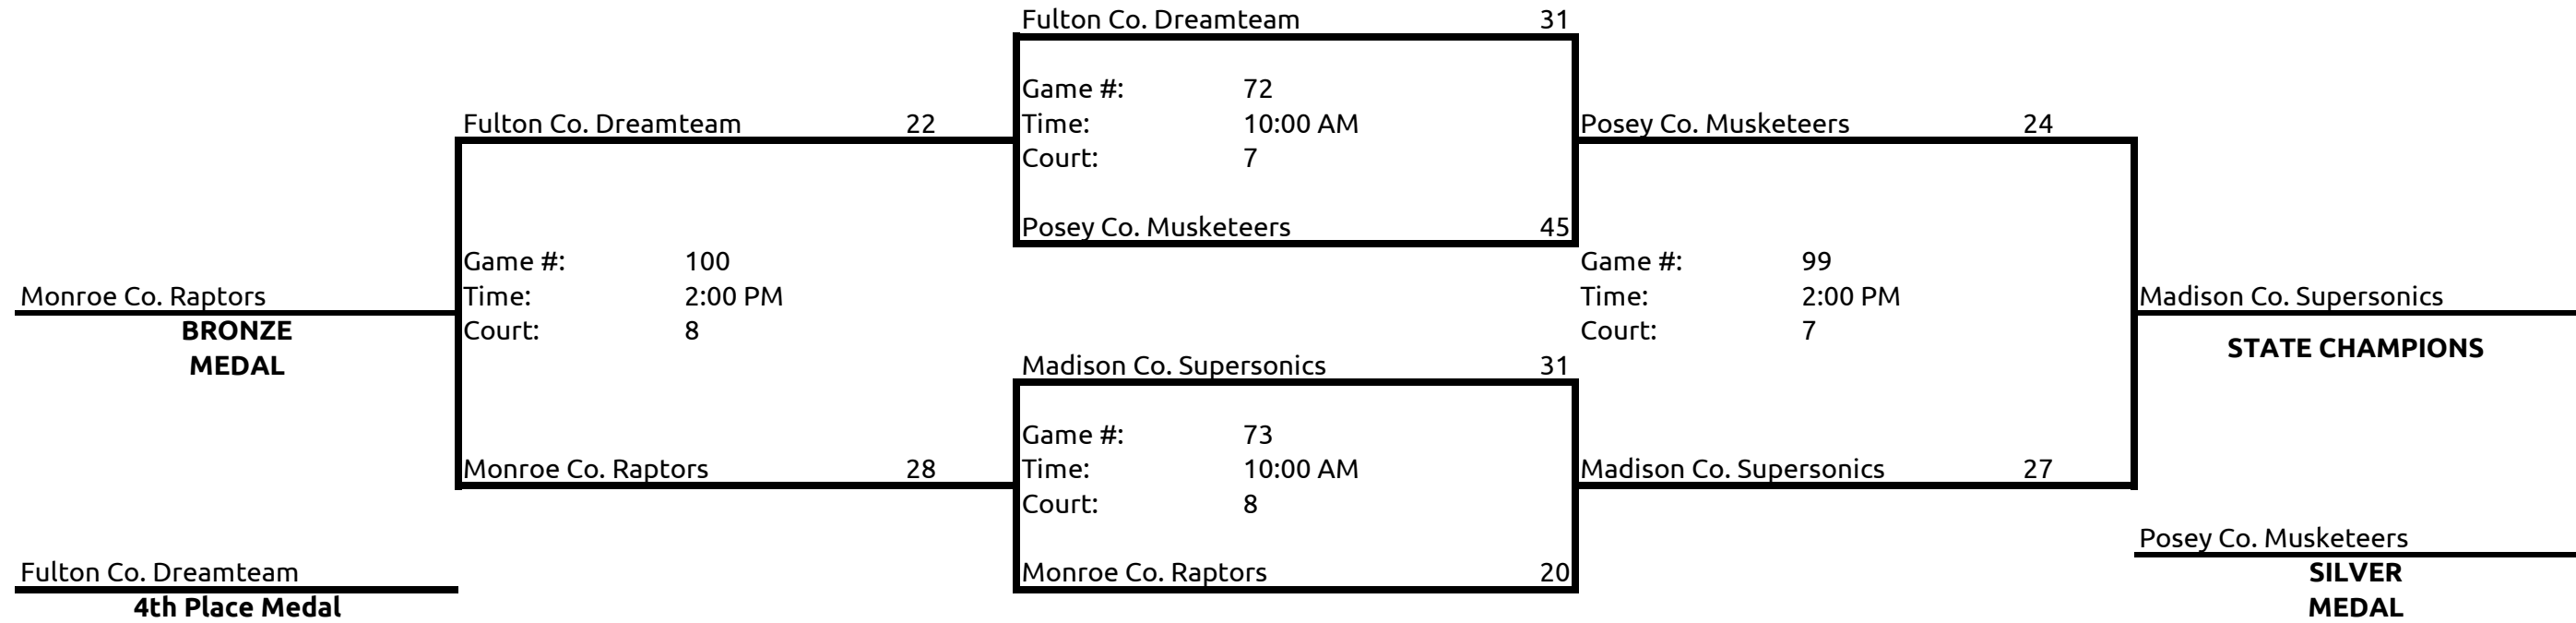 Fulton Co. Dreamteam 31
Game #: 72
Fulton Co. Dreamteam 22 Time: 10:00 AM Posey Co. Musketeers 24
Court: 7
Posey Co. Musketeers 45
Game #: 100 Game #: 99
Monroe Co. Raptors Time: 2:00 PM Time: 2:00 PM Madison Co. Supersonics
BRONZE Court: 8 Court: 7
STATE CHAMPIONS
MEDAL Madison Co. Supersonics 31
Game #: 73
Monroe Co. Raptors 28 Time: 10:00 AM Madison Co. Supersonics 27
Court: 8
Posey Co. Musketeers
Fulton Co. Dreamteam Monroe Co. Raptors 20 SILVER
4th Place Medal MEDAL